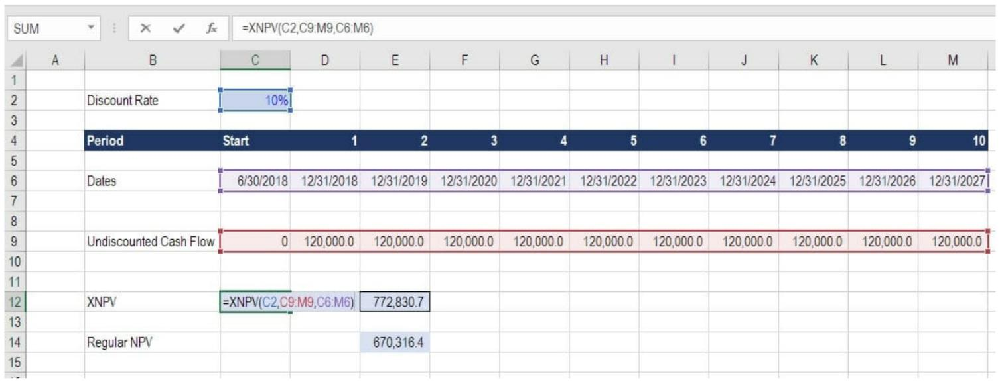 SUM fx =XNPV(C2,C9:M9,C6:M6)
A B C D E F G H I J K L M
1
2 Discount Rate 10%
3
4 Period Start 1 2 3 4 5 6 7 8 9 10
5
6 Dates 6/30/2018 12/31/2018 12/31/2019 12/31/2020 12/31/2021 12/31/2022 12/31/2023 12/31/2024 12/31/2025 12/31/2026 12/31/2027
7
8
9 Undiscounted Cash Flow 0 120,000.0 120,000.0 120,000.0 120,000.0 120,000.0 120,000.0 120,000.0 120,000.0 120,000.0 120,000.0
10
11
12 XNPV =XNPV(C2,C9:M9,C6:M6) 772,830.7
13
14 Regular NPV 670,316.4
15